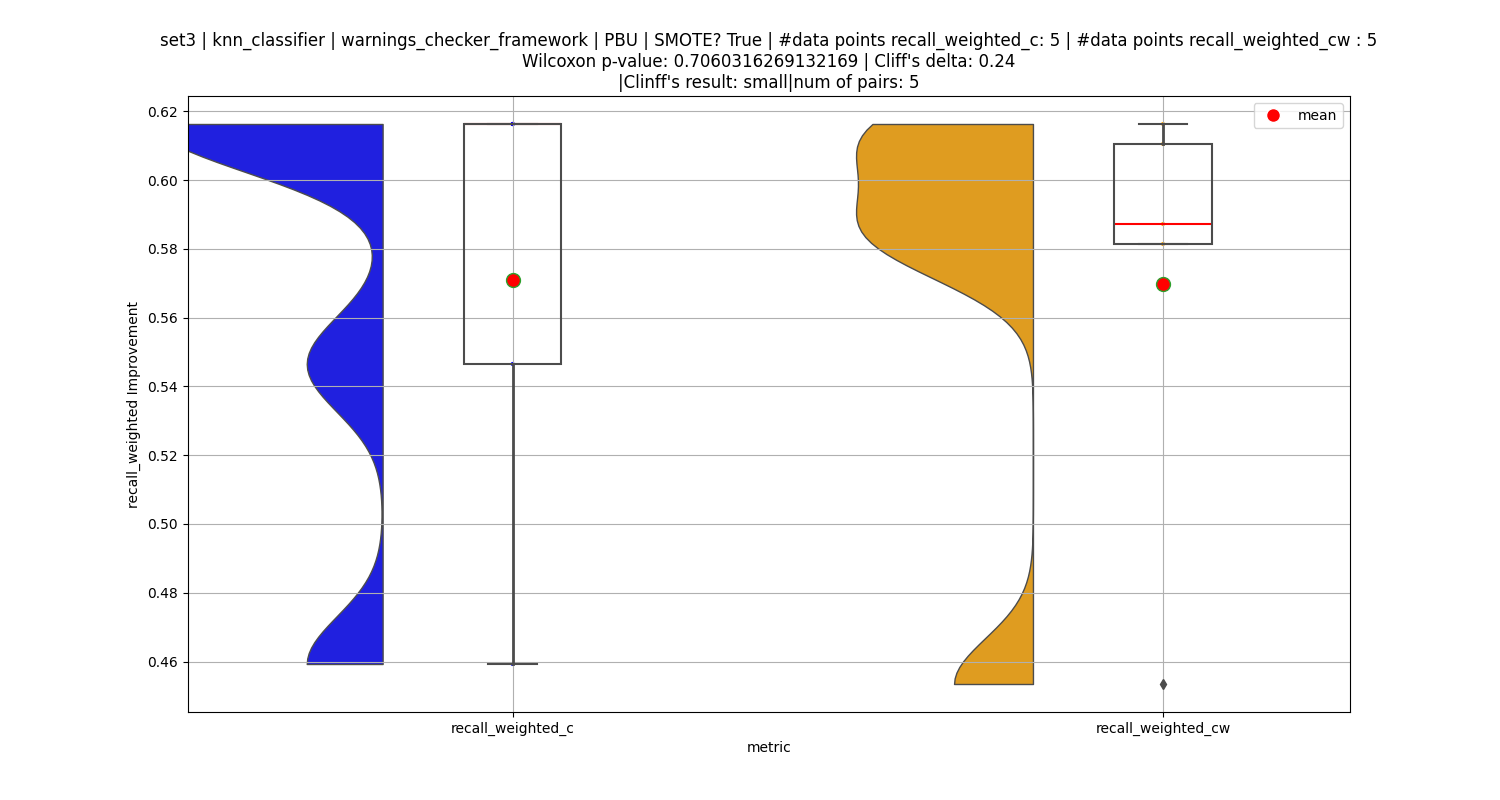 set3 | knn_classifier | warnings_checker_framework | PBU | SMOTE? True | #data points recall_weighted_c: 5 | #data points recall_weighted_cw : 5
Wilcoxon p-value: 0.7060316269132169 | Cliff's delta: 0.24
|Clinff's result: small|num of pairs: 5
mean
0.62
0.60
0.58
0.56
0.54
0.52
0.50
0.48
0.46
recall_weighted Improvement
recall_weighted_c
recall_weighted_cw
metric